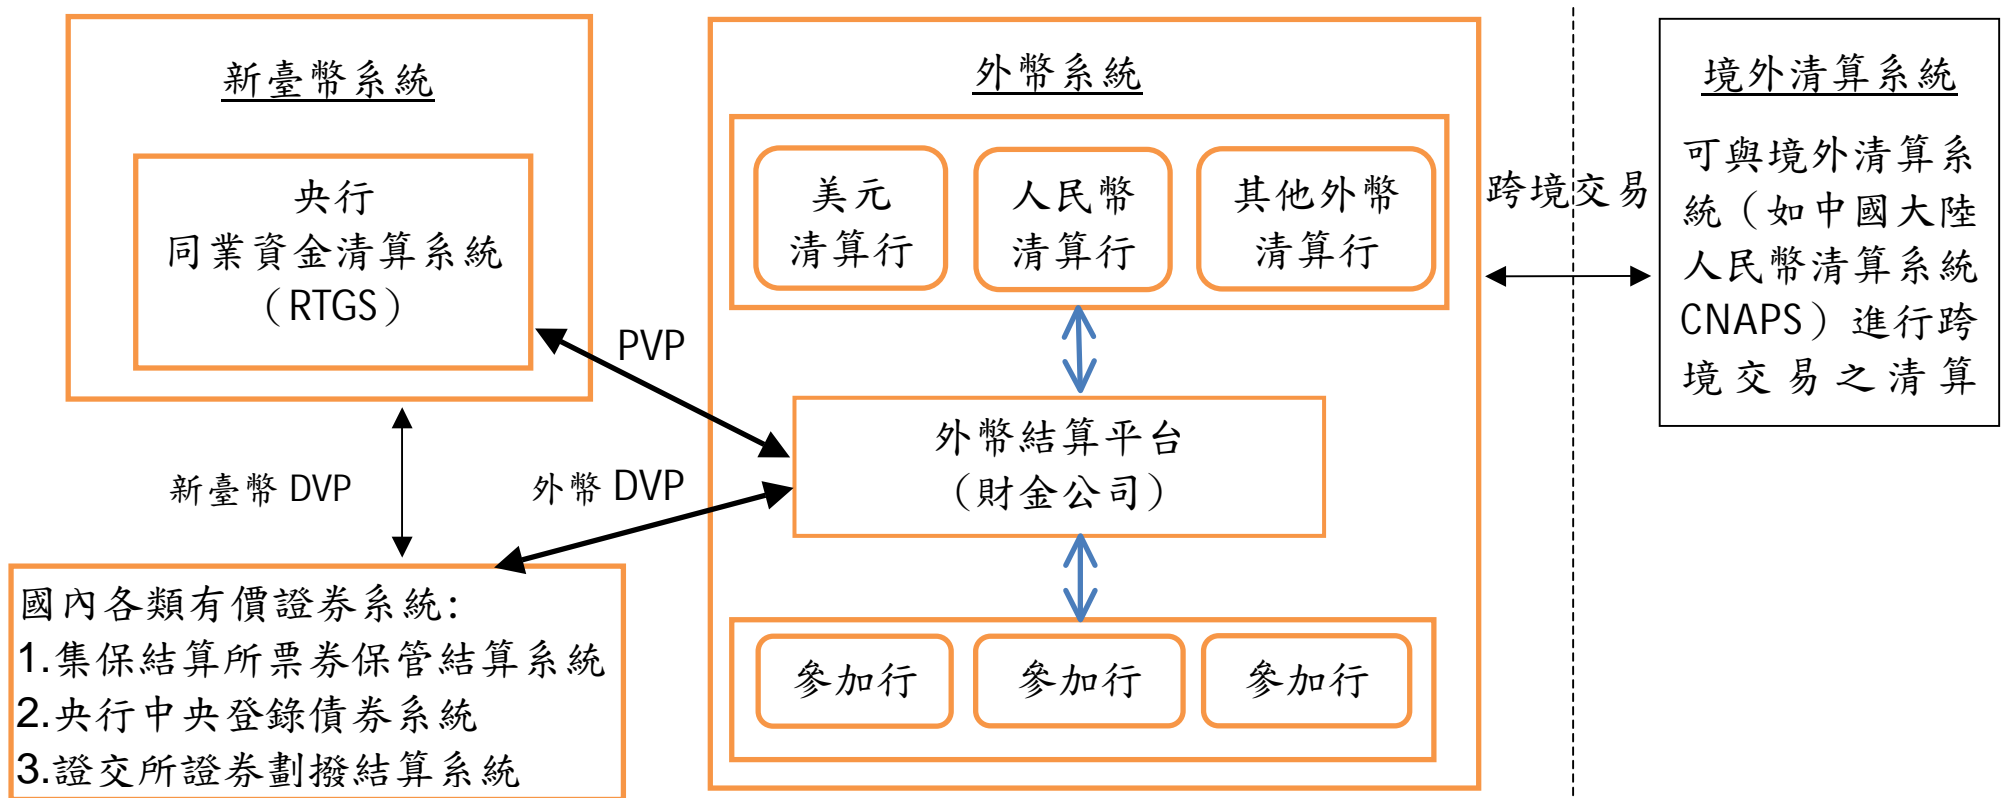 新臺幣系統
央行
同業資金清算系統
（RTGS）
外幣系統
美元
清算行
人民幣
清算行
其他外幣
清算行
跨境交易
境外清算系統
可與境外清算系
統（如中國大陸
人民幣清算系統
CNAPS）進行跨
境交易之清算
PVP
外幣結算平台
（財金公司）
新臺幣 DVP
外幣 DVP
國內各類有價證券系統:
1.集保結算所票券保管結算系統
2.央行中央登錄債券系統
3.證交所證券劃撥結算系統
參加行
參加行
參加行